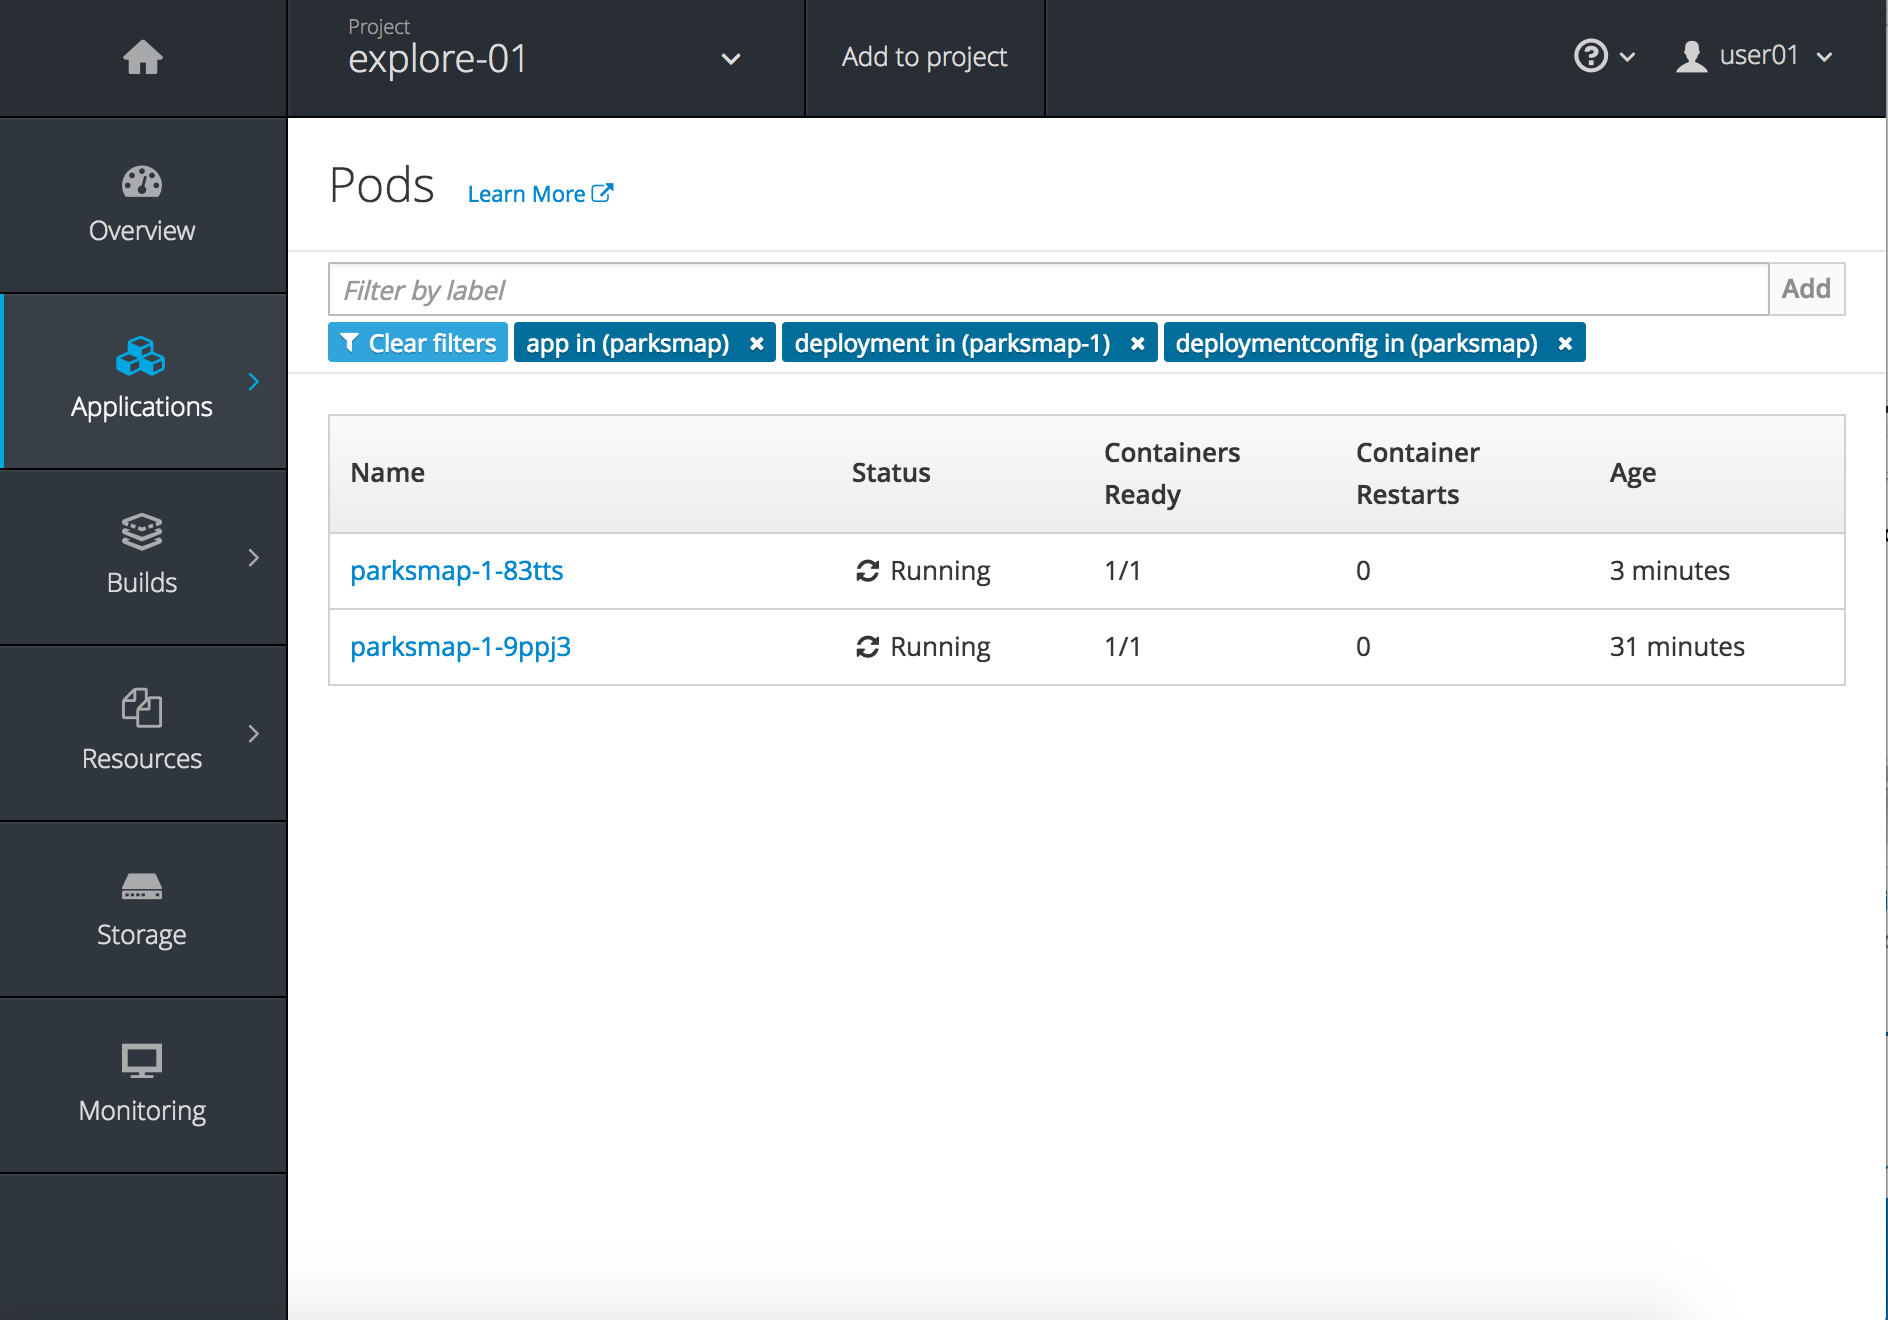 Project
explore-01
Add to project
user01
Overview
Applications
Builds
Resources
Storage
Monitoring
Pods Learn More
Filter by label Add
Clear filters app in (parksmap) × deployment in (parksmap-1) × deploymentconfig in (parksmap) ×
Name Status Containers Ready Container Restarts Age
parksmap-1-83tts Running 1/1 0 3 minutes
parksmap-1-9ppj3 Running 1/1 0 31 minutes